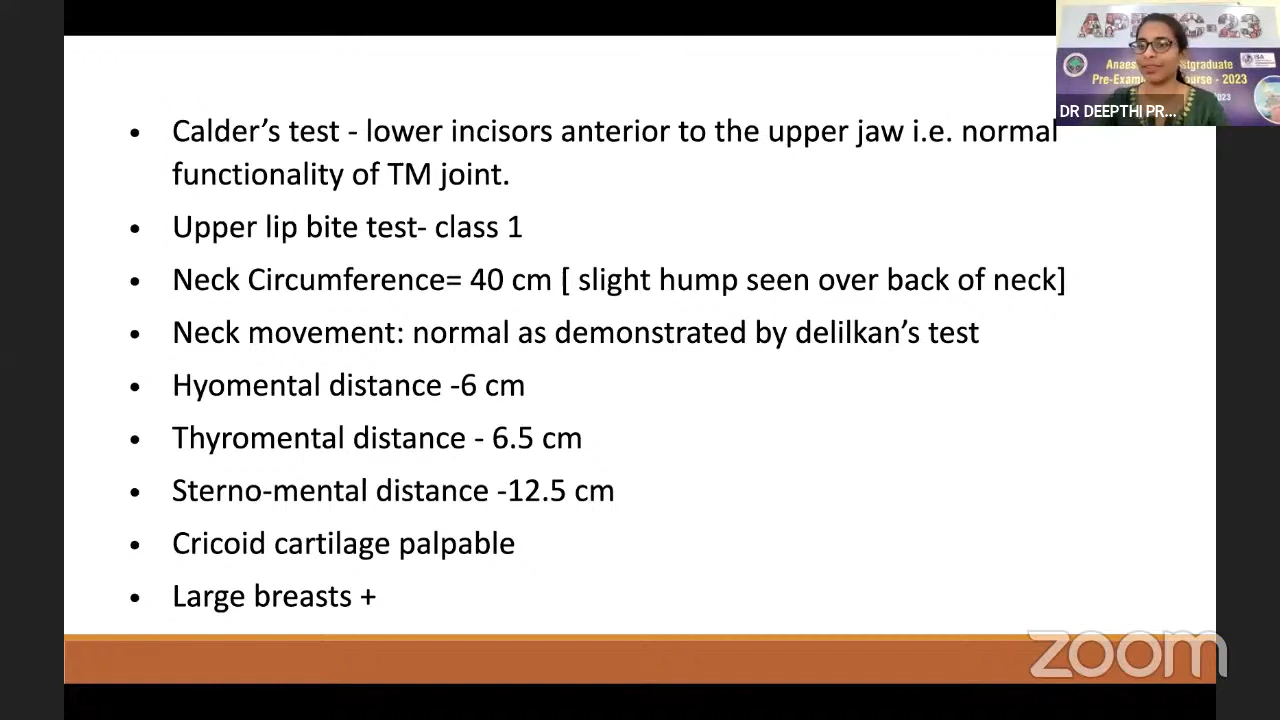 • Calder’s test - lower incisors anterior to the upper jaw i.e. normal
functionality of TM joint.
• Upper lip bite test- class 1
• Neck Circumference= 40 cm [ slight hump seen over back of neck]
• Neck movement: normal as demonstrated by delilkan’s test
• Hyomental distance -6 cm
• Thyromental distance - 6.5 cm
• Sterno-mental distance -12.5 cm
• Cricoid cartilage palpable
• Large breasts +
DR DEEPTHI PR...
ISA
2023
zoom